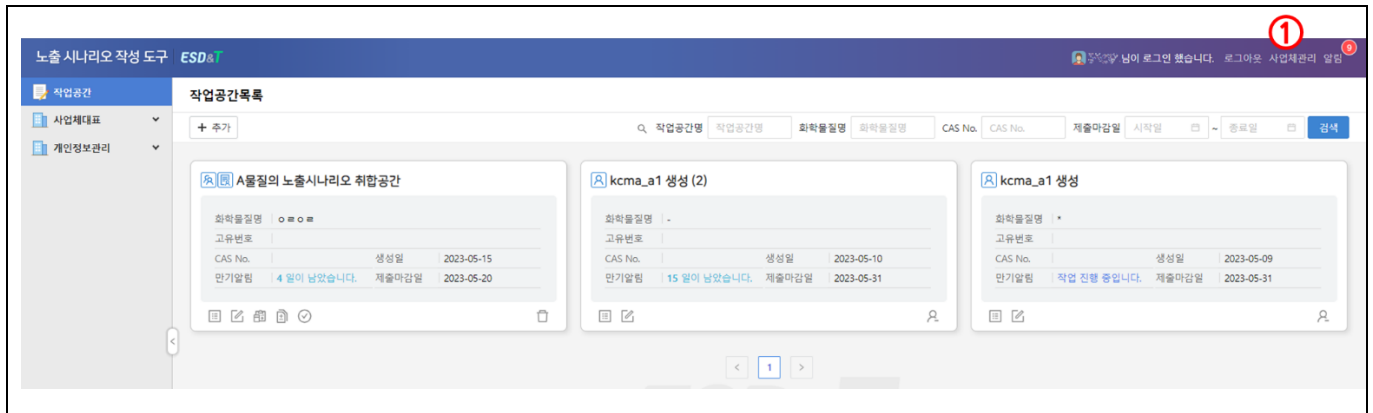 ①
노출 시나리오 작성 도구 ESD&T 님이 로그인 했습니다. 로그아웃 사업체관리 알림 9
작업공간 작업공간목록
사업체대표 + 추가 작업공간명 작업공간명 화학물질명 화학물질명 CAS No. CAS No. 제출마감일 시작일 ~ 종료일 검색
개인정보관리
A물질의 노출시나리오 취합공간
화학물질명 ㅇㄹㅇㄹ
고유번호
CAS No. 생성일 2023-05-15
만기알림 4 일이 남았습니다. 제출마감일 2023-05-20
kcma_a1 생성 (2)
화학물질명 -
고유번호
CAS No. 생성일 2023-05-10
만기알림 15 일이 남았습니다. 제출마감일 2023-05-31
kcma_a1 생성
화학물질명 *
고유번호
CAS No. 생성일 2023-05-09
만기알림 작업 진행 중입니다. 제출마감일 2023-05-31
< 1 >